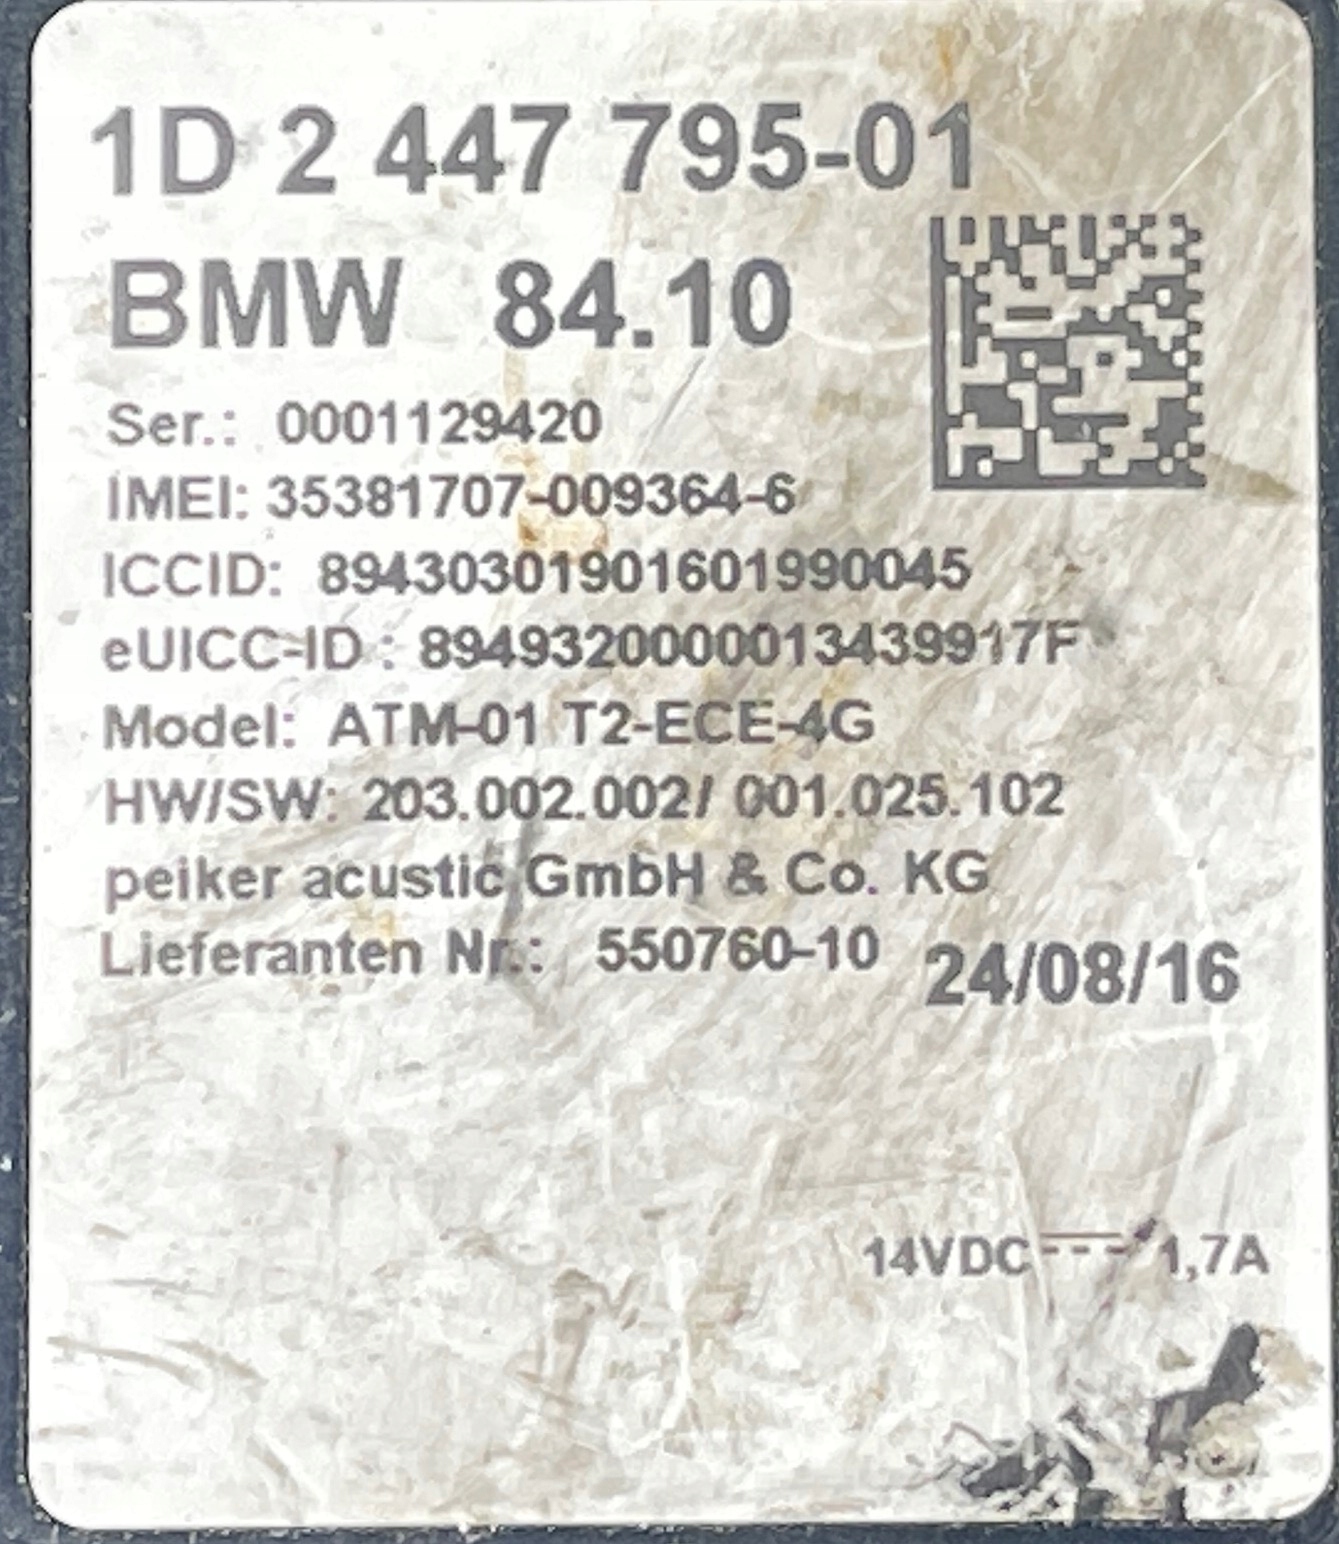 1D 2 447 795-01
BMW 84.10
Ser.: 0001129420
IMEI: 35381707-009364-6
ICCID: 89430301901601990045
eUICC-ID : 8949320000013439917F
Model: ATM-01 T2-ECE-4G
HW/SW: 203.002.002/ 001.025.102
peiker acustic GmbH & Co. KG
Lieferanten Nr.: 550760-10 24/08/16
14VDC 1,7A